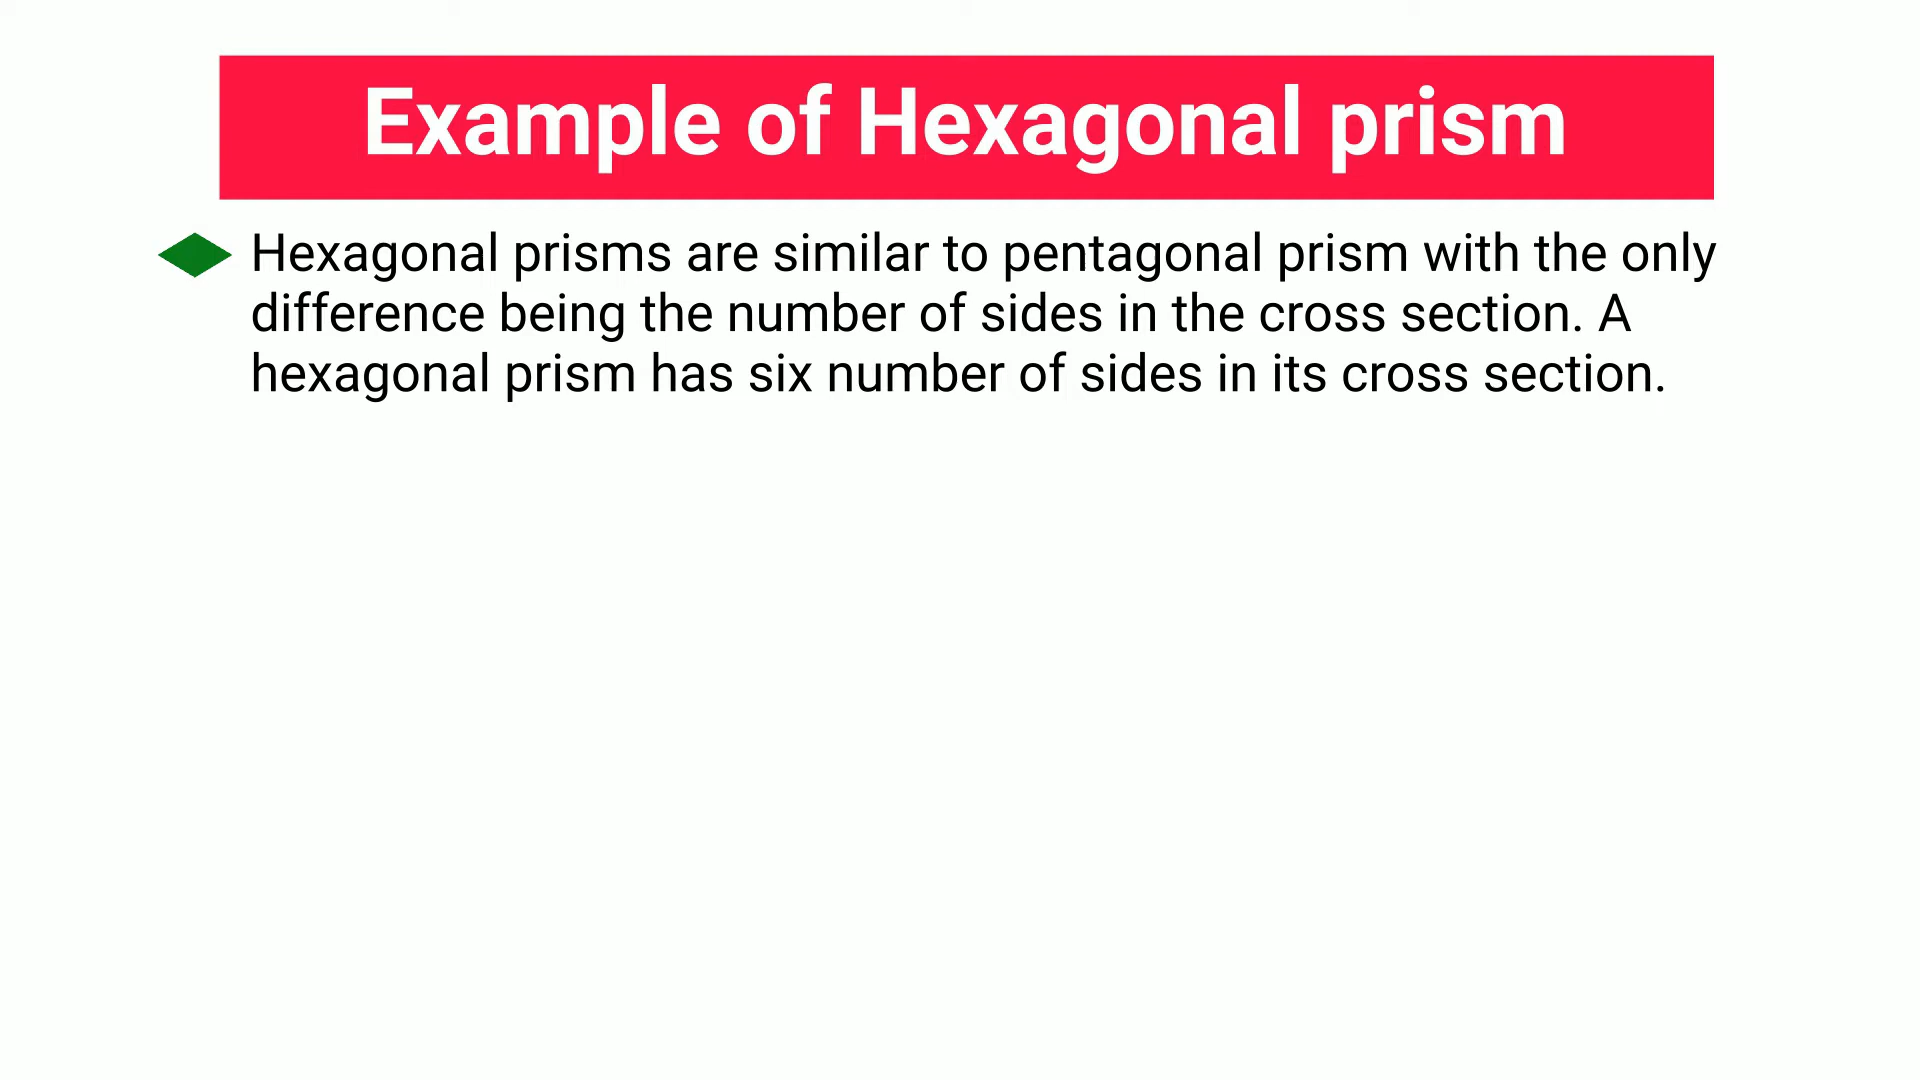 Example of Hexagonal prism
Hexagonal prisms are similar to pentagonal prism with the only
difference being the number of sides in the cross section. A
hexagonal prism has six number of sides in its cross section.